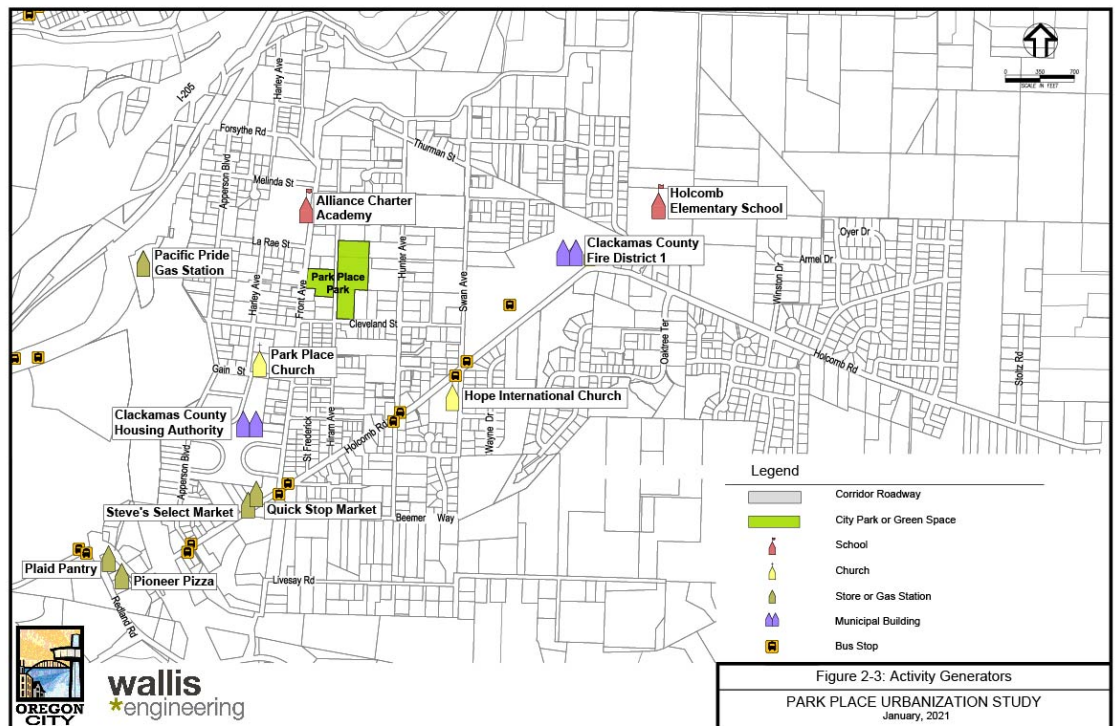 I-205
Harley Ave
Forsythe Rd
Thurman St
Apperson Blvd
Melinda St
Alliance Charter
Academy
Holcomb
Elementary School
0 350 700
SCALE IN FEET
Pacific Pride
Gas Station
La Rae St
Harley Ave
Front Ave
Park Place
Park
Hunter Ave
Swan Ave
Clackamas County
Fire District 1
Oyer Dr
Armel Dr
Winston Dr
Cleveland St
Oaktree Ter
Holcomb Rd
Stoltz Rd
Park Place
Church
Gain St
Hope International Church
Clackamas County
Housing Authority
St Frederick
Hiram Ave
Holcomb Rd
Wayne Dr
Apperson Blvd
Steve's Select Market
Quick Stop Market
Beemer Way
Plaid Pantry
Pioneer Pizza
Livesay Rd
Redland Rd
Legend
Corridor Roadway
City Park or Green Space
School
Church
Store or Gas Station
Municipal Building
Bus Stop
OREGON
CITY
wallis
*engineering
Figure 2-3: Activity Generators
PARK PLACE URBANIZATION STUDY
January, 2021